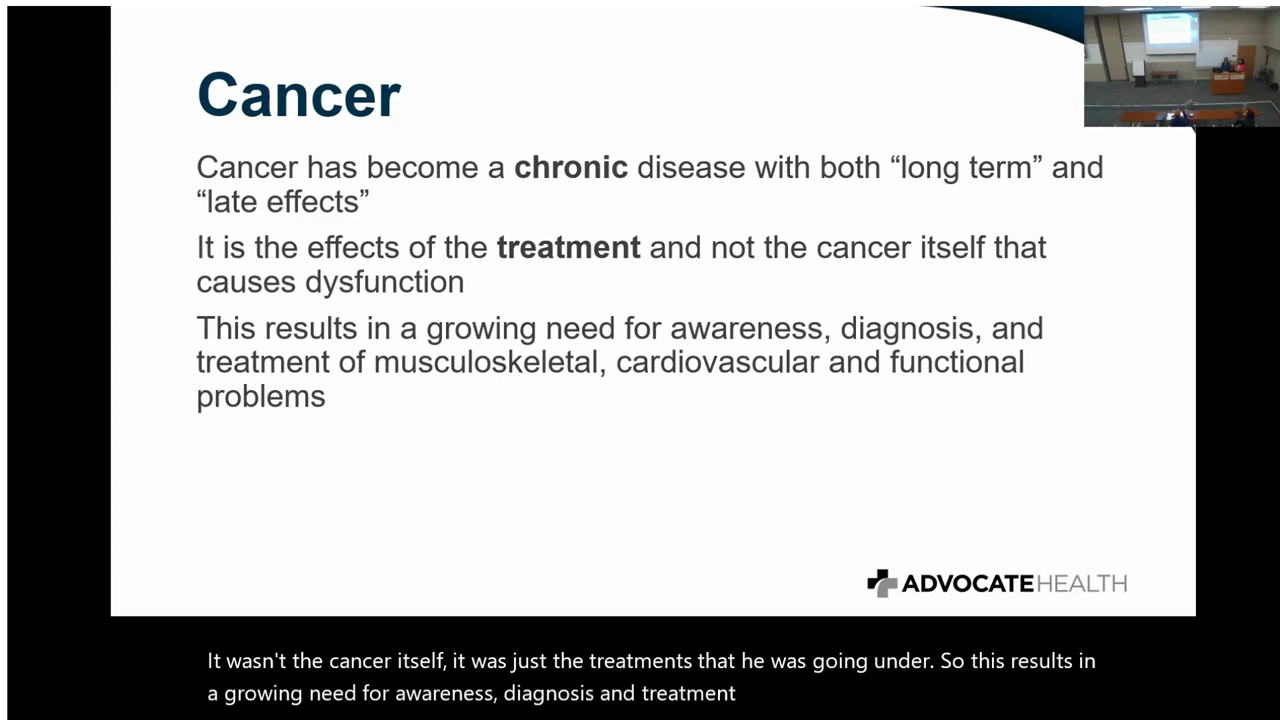 Cancer
Cancer has become a chronic disease with both “long term” and
“late effects”
It is the effects of the treatment and not the cancer itself that
causes dysfunction
This results in a growing need for awareness, diagnosis, and
treatment of musculoskeletal, cardiovascular and functional
problems
ADVOCATEHEALTH
It wasn't the cancer itself, it was just the treatments that he was going under. So this results in
a growing need for awareness, diagnosis and treatment